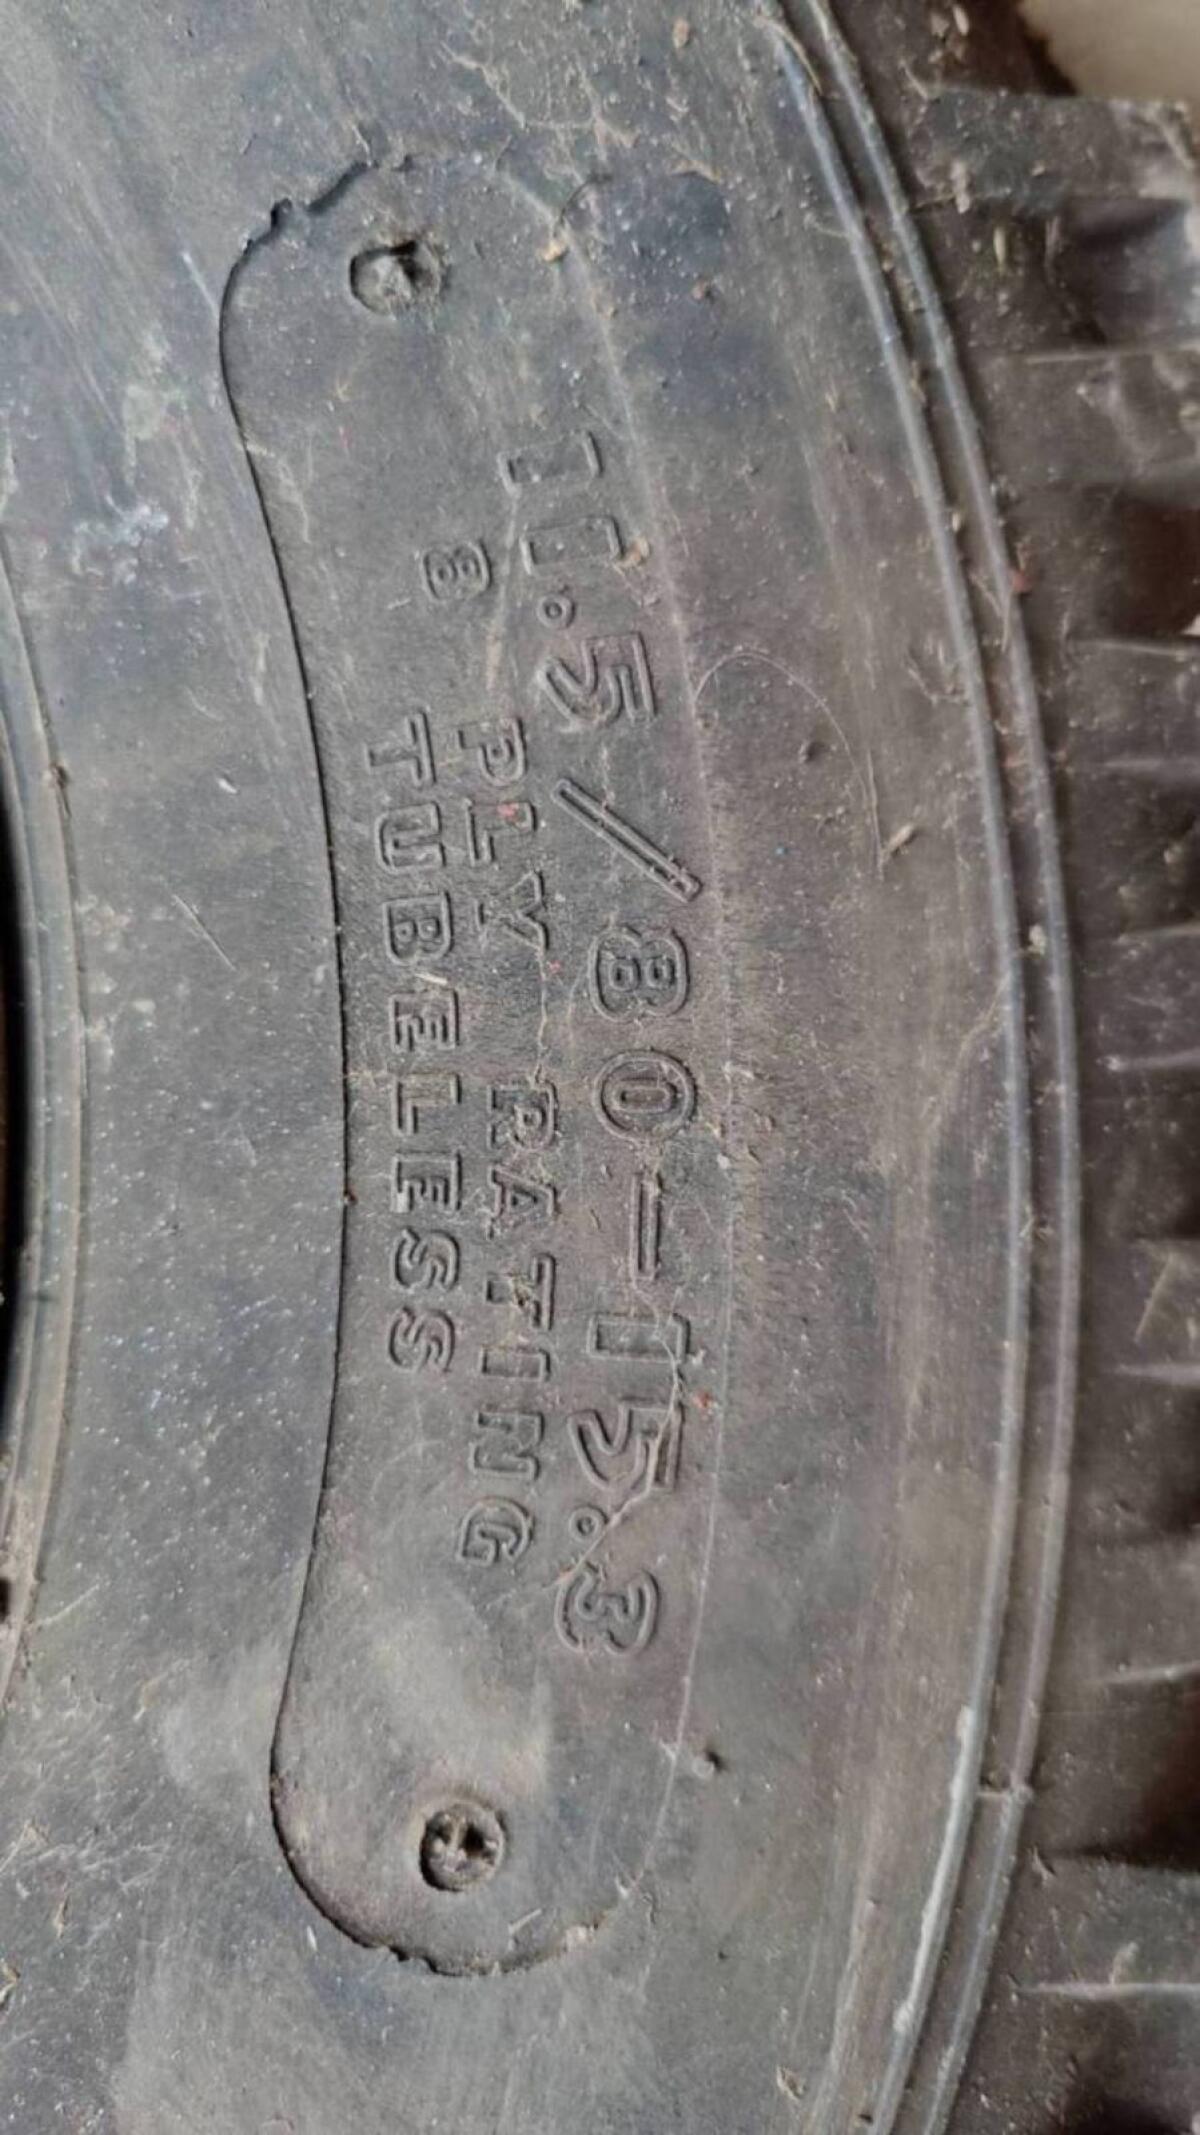 11.5/80-15.3
8 PLY RATING
TUBELESS